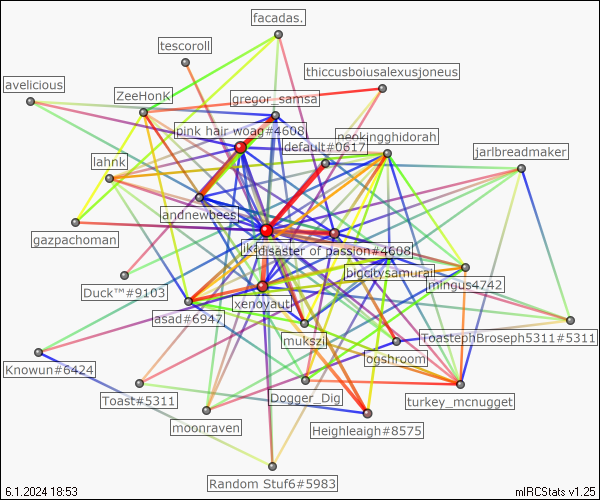 facadas.
tescoroll
thiccusboiusalexusjoneus
avelicious
ZeeHonK
gregor_samsa
pink hair woag#4608
neokingghidorah
default#0617
jarlbreadmaker
lahnk
andnewbees
gazpachoman
disaster of passion#4608
bigcitysamurai
mingus4742
Duck™#9103
xenovaut
asad#6947
mukszij
ToastephBroseph5311#5311
ogshroom
Knowun#6424
Toast#5311
Dogger_Dig
turkey_mcnugget
moonraven
Heighleaigh#8575
Random Stuf6#5983
6.1.2024 18:53
mIRCStats v1.25